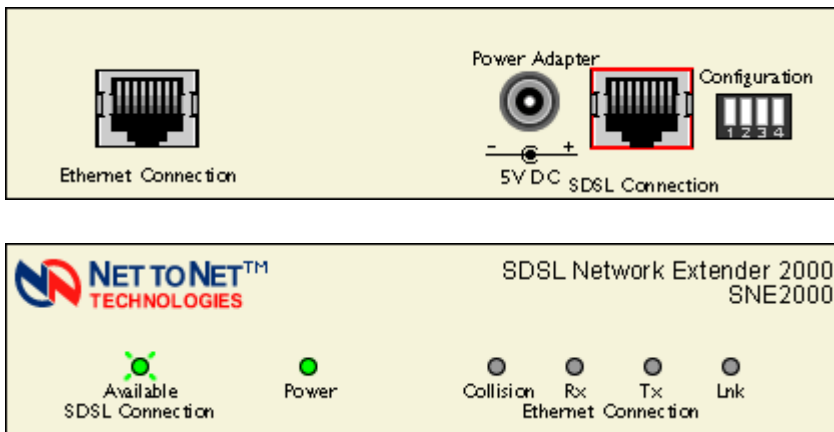 Power Adapter
Configuration
1 2 3 4
- +
Ethernet Connection
5V DC
SDSL Connection
NET TO NET™
TECHNOLOGIES
SDSL Network Extender 2000
SNE2000
Available
SDSL Connection
Power
Collision Rx Tx Lnk
Ethernet Connection